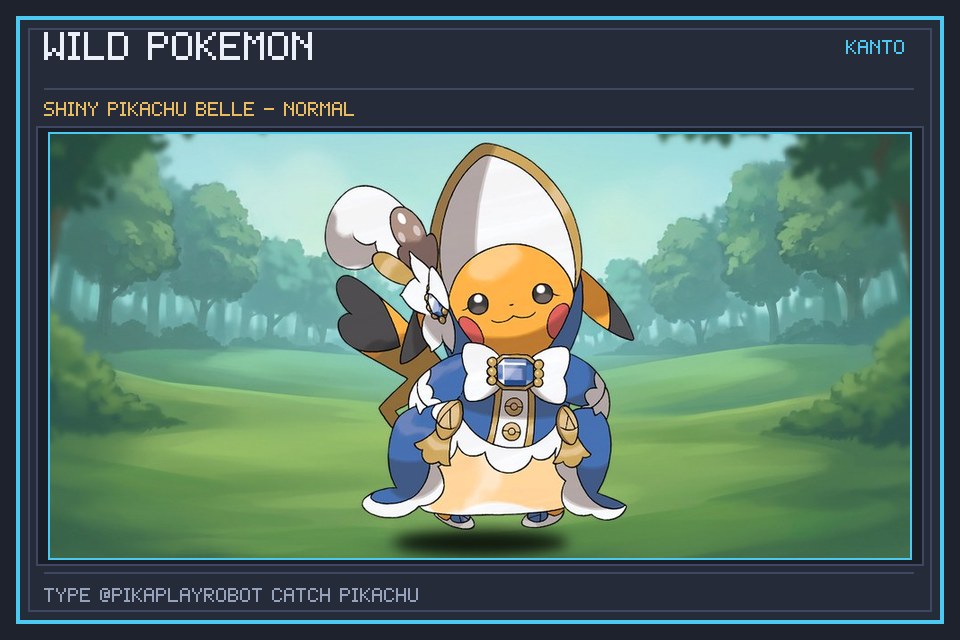 WILD POKEMON
KANTO
SHINY PIKACHU BELLE - NORMAL
TYPE @PIKAPLAYROBOT CATCH PIKACHU